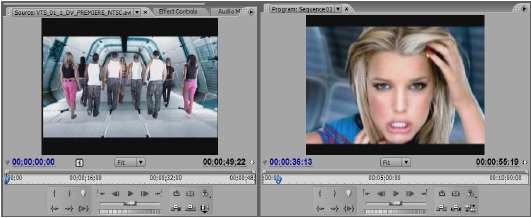 Source: VTS_01_1_DV_PREMIERE_NTSC.avi
Effect Controls
Audio M
Program: Sequence 01
00;00;00;00
Fit
00;00;49;22
00:00:36:13
Fit
00:00:55:19
00;00
00;00;16;00
00;00;32;00
00;00;48
00:00
00:05:00:00
00:10:00:00